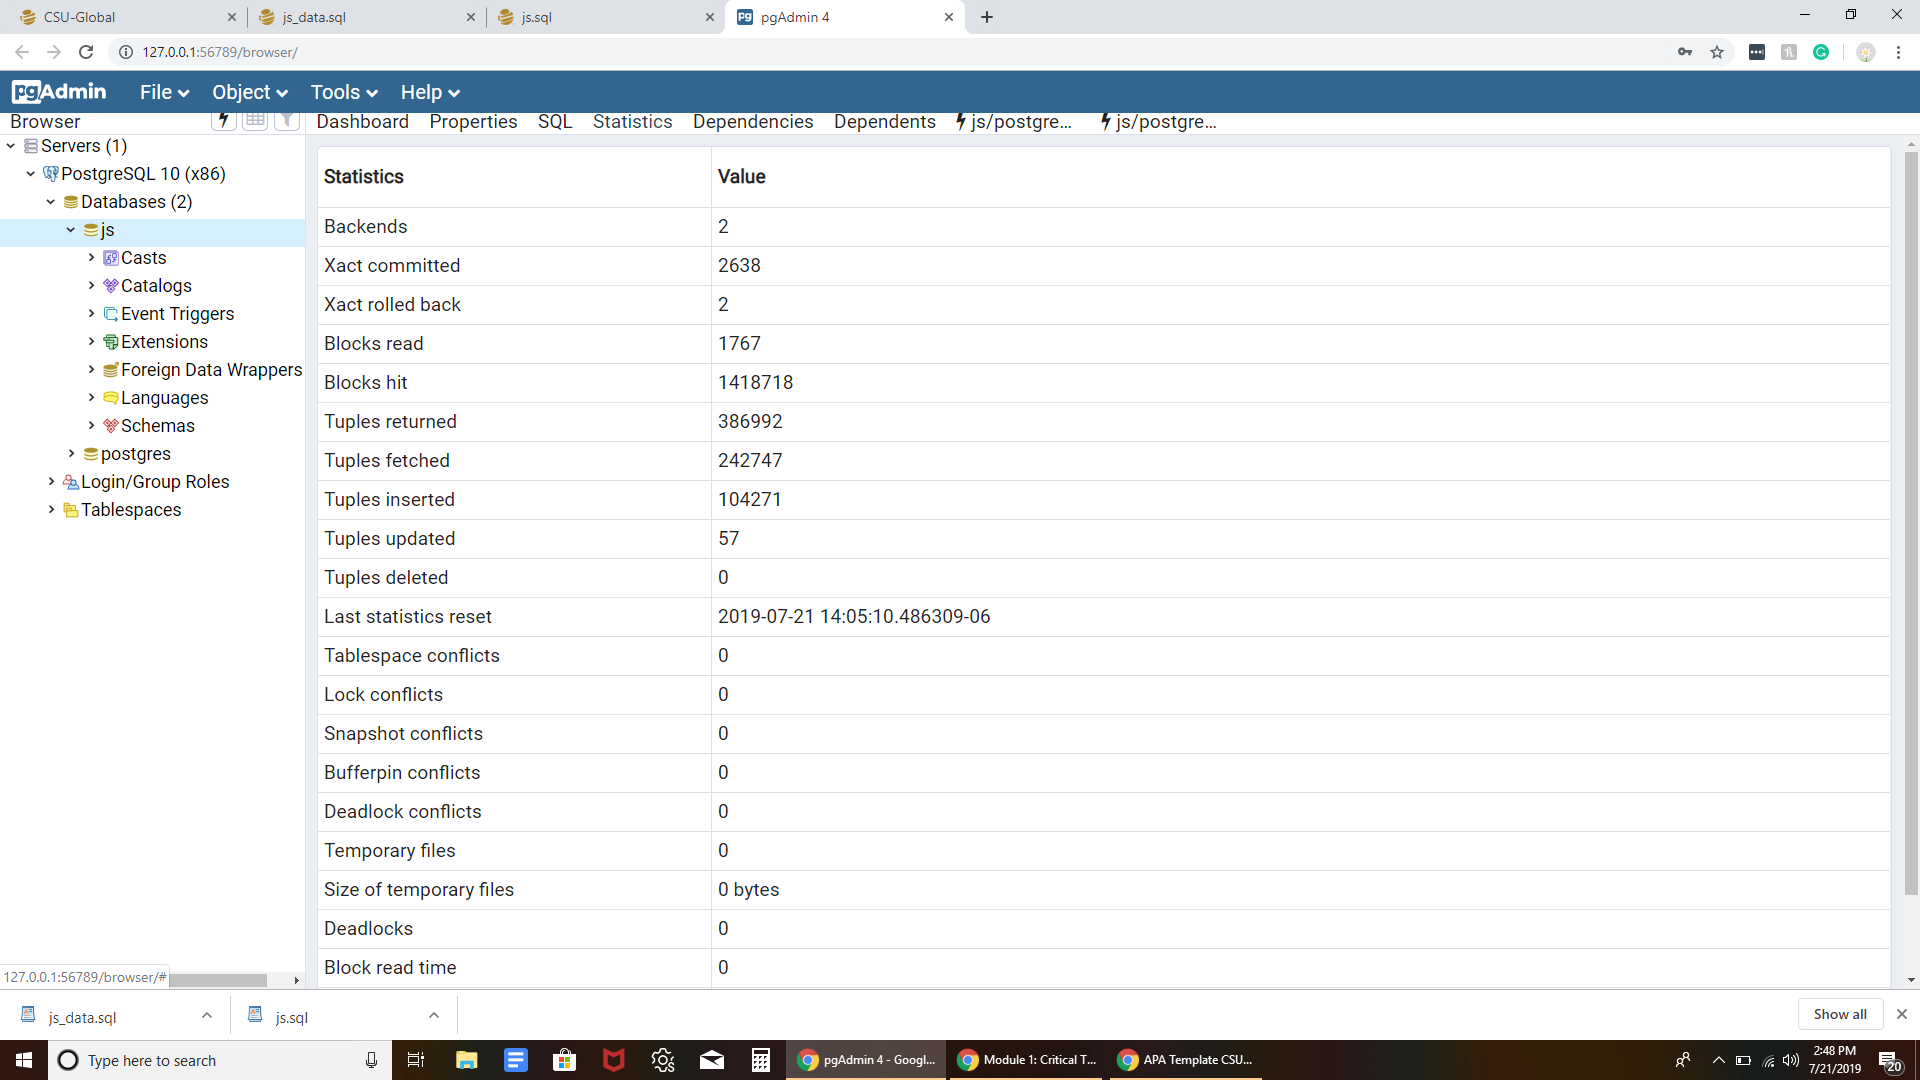 CSU-Global
js_data.sql
js.sql
pgAdmin 4
127.0.0.1:56789/browser/
pgAdmin File Object Tools Help
Browser
Dashboard Properties SQL Statistics Dependencies Dependents js/postgre... js/postgre...
Servers (1)
PostgreSQL 10 (x86)
Databases (2)
js
Casts
Catalogs
Event Triggers
Extensions
Foreign Data Wrappers
Languages
Schemas
postgres
Login/Group Roles
Tablespaces
Statistics Value
Backends 2
Xact committed 2638
Xact rolled back 2
Blocks read 1767
Blocks hit 1418718
Tuples returned 386992
Tuples fetched 242747
Tuples inserted 104271
Tuples updated 57
Tuples deleted 0
Last statistics reset 2019-07-21 14:05:10.486309-06
Tablespace conflicts 0
Lock conflicts 0
Snapshot conflicts 0
Bufferpin conflicts 0
Deadlock conflicts 0
Temporary files 0
Size of temporary files 0 bytes
Deadlocks 0
Block read time 0
127.0.0.1:56789/browser/#
js_data.sql
js.sql
Show all
Type here to search
pgAdmin 4 - Googl...
Module 1: Critical T...
APA Template CSU...
2:48 PM
7/21/2019
20